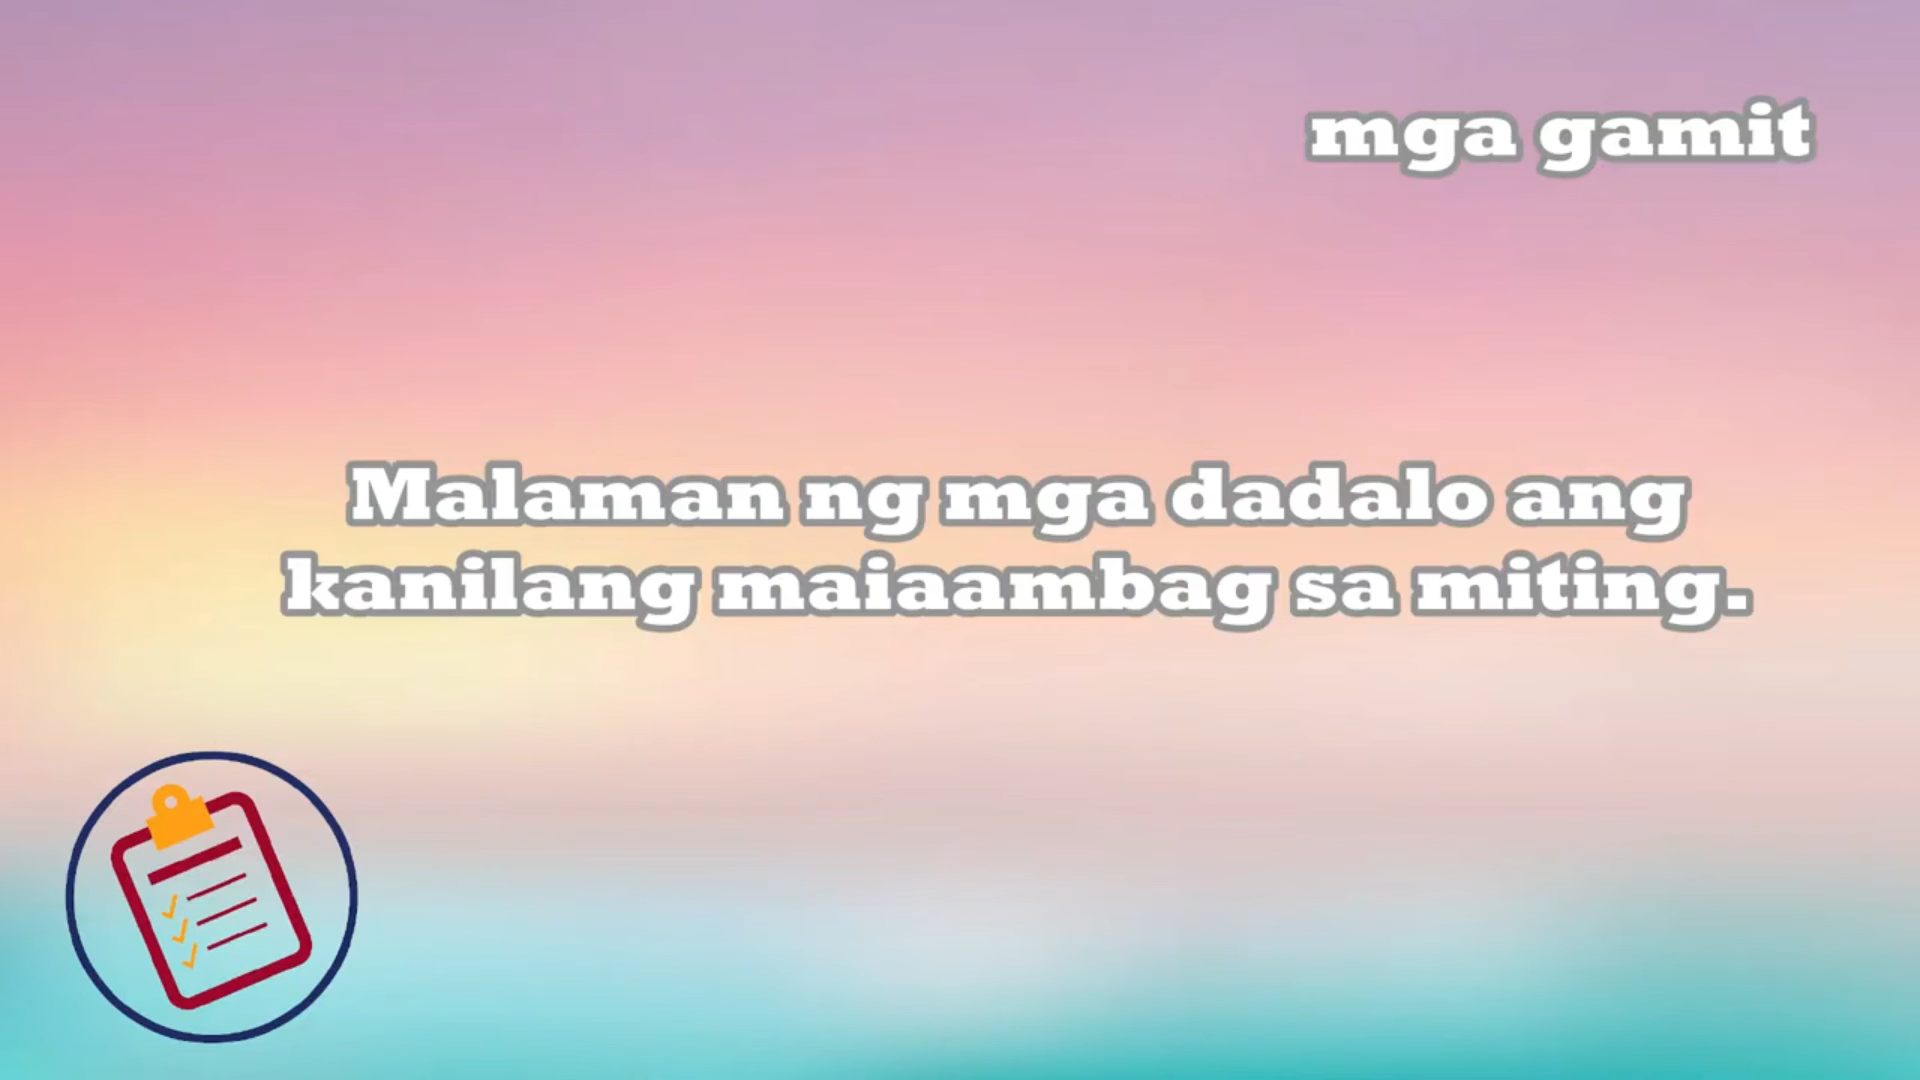 mga gamit
Malaman ng mga dadalo ang
kanilang maiaambag sa miting.